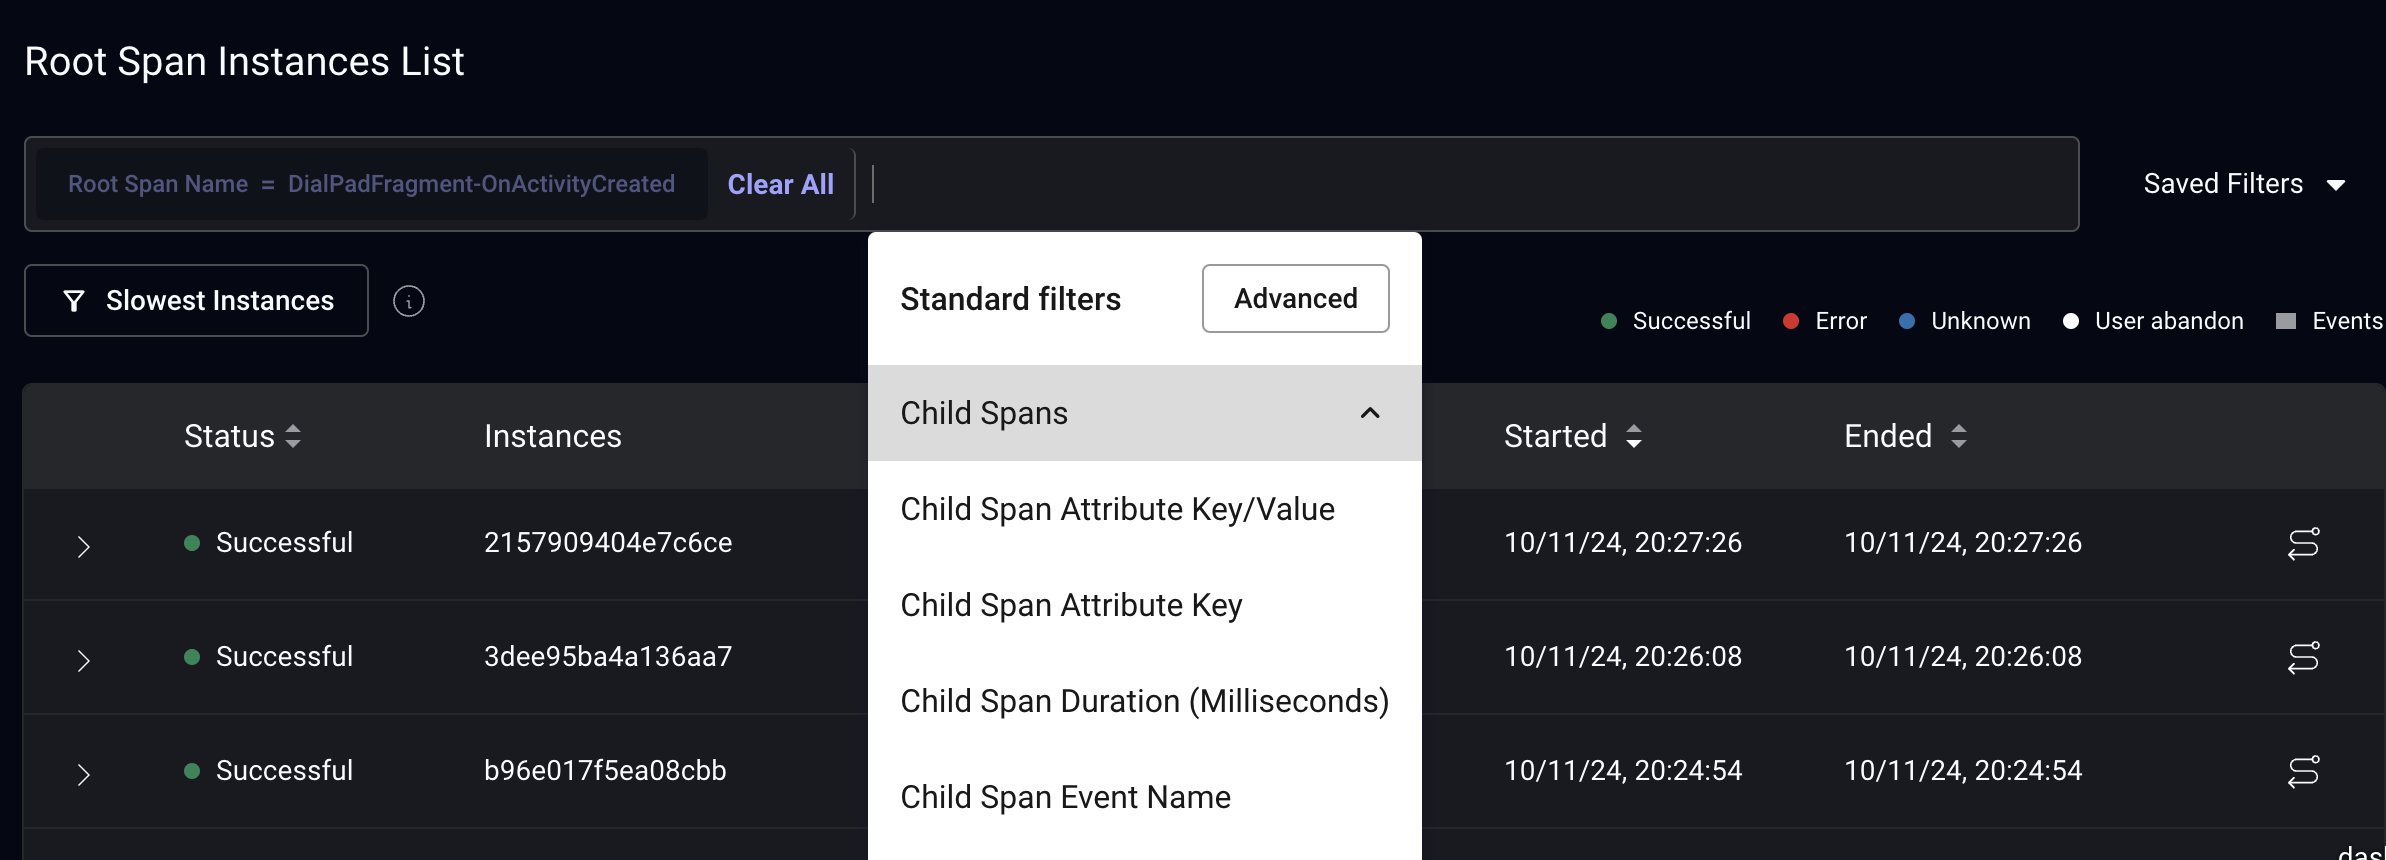 Root Span Instances List
Root Span Name = DialPadFragment-OnActivityCreated Clear All
Saved Filters
Slowest Instances
Standard filters Advanced
Successful Error Unknown User abandon Events
Child Spans
Status Instances Started Ended
Child Span Attribute Key/Value
Successful 2157909404e7c6ce 10/11/24, 20:27:26 10/11/24, 20:27:26
Child Span Attribute Key
Successful 3dee95ba4a136aa7 10/11/24, 20:26:08 10/11/24, 20:26:08
Child Span Duration (Milliseconds)
Successful b96e017f5ea08cbb 10/11/24, 20:24:54 10/11/24, 20:24:54
Child Span Event Name